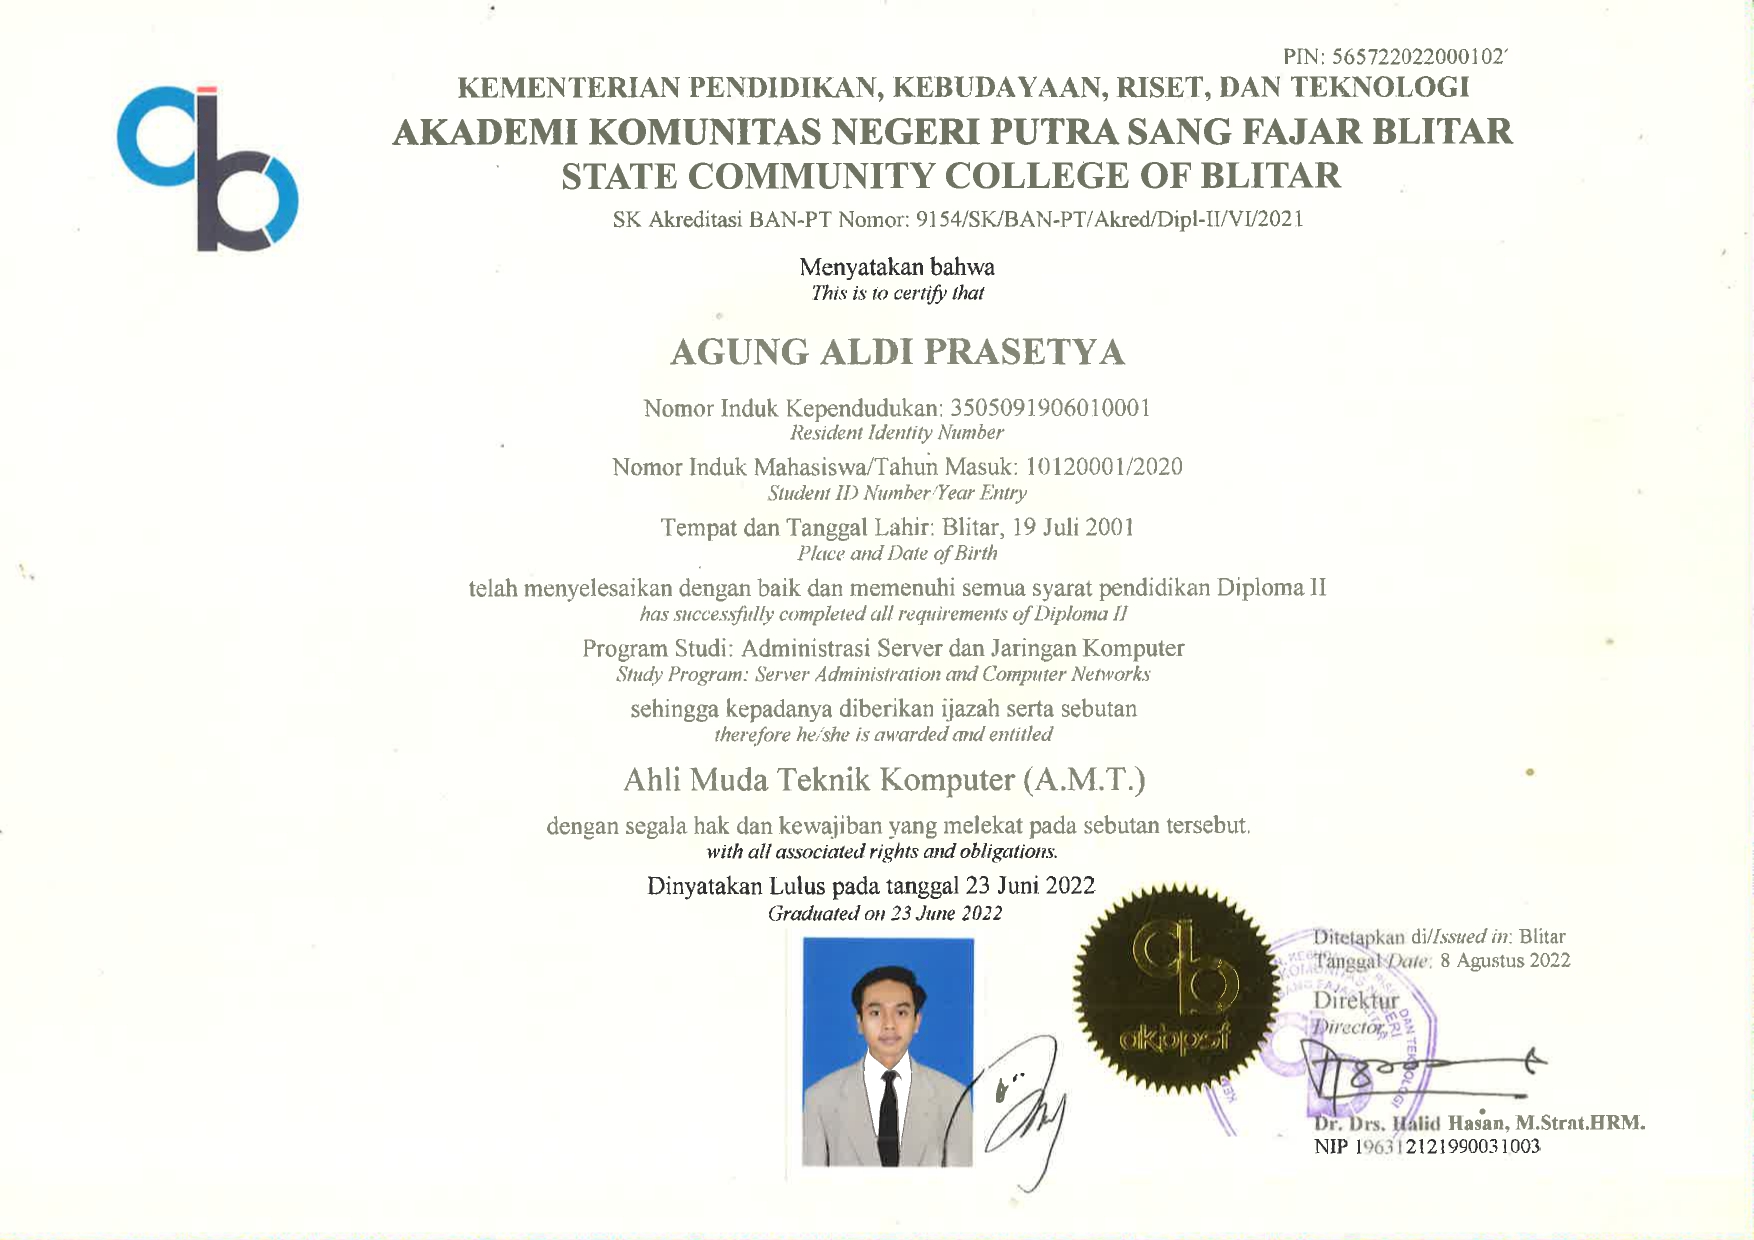 PIN: 565722022000102
KEMENTERIAN PENDIDIKAN, KEBUDAYAAN, RISET, DAN TEKNOLOGI
AKADEMI KOMUNITAS NEGERI PUTRA SANG FAJAR BLITAR
STATE COMMUNITY COLLEGE OF BLITAR
SK Akreditasi BAN-PT Nomor: 9154/SK/BAN-PT/Akred/Dipl-II/VI/2021
Menyatakan bahwa
This is to certify that
AGUNG ALDI PRASETYA
Nomor Induk Kependudukan: 3505091906010001
Resident Identity Number
Nomor Induk Mahasiswa/Tahun Masuk: 10120001/2020
Student ID Number/Year Entry
Tempat dan Tanggal Lahir: Blitar, 19 Juli 2001
Place and Date of Birth
telah menyelesaikan dengan baik dan memenuhi semua syarat pendidikan Diploma II
has successfully completed all requirements of Diploma II
Program Studi: Administrasi Server dan Jaringan Komputer
Study Program: Server Administration and Computer Networks
sehingga kepadanya diberikan ijazah serta sebutan
therefore he/she is awarded and entitled
Ahli Muda Teknik Komputer (A.M.T.)
dengan segala hak dan kewajiban yang melekat pada sebutan tersebut.
with all associated rights and obligations.
Dinyatakan Lulus pada tanggal 23 Juni 2022
Graduated on 23 June 2022
akbpsf
Ditetapkan di/Issued in: Blitar
Tanggal/Date: 8 Agustus 2022
Direktur
Director,
Dr. Drs. Halid Hasan, M.Strat.HRM.
NIP 196312121990031003